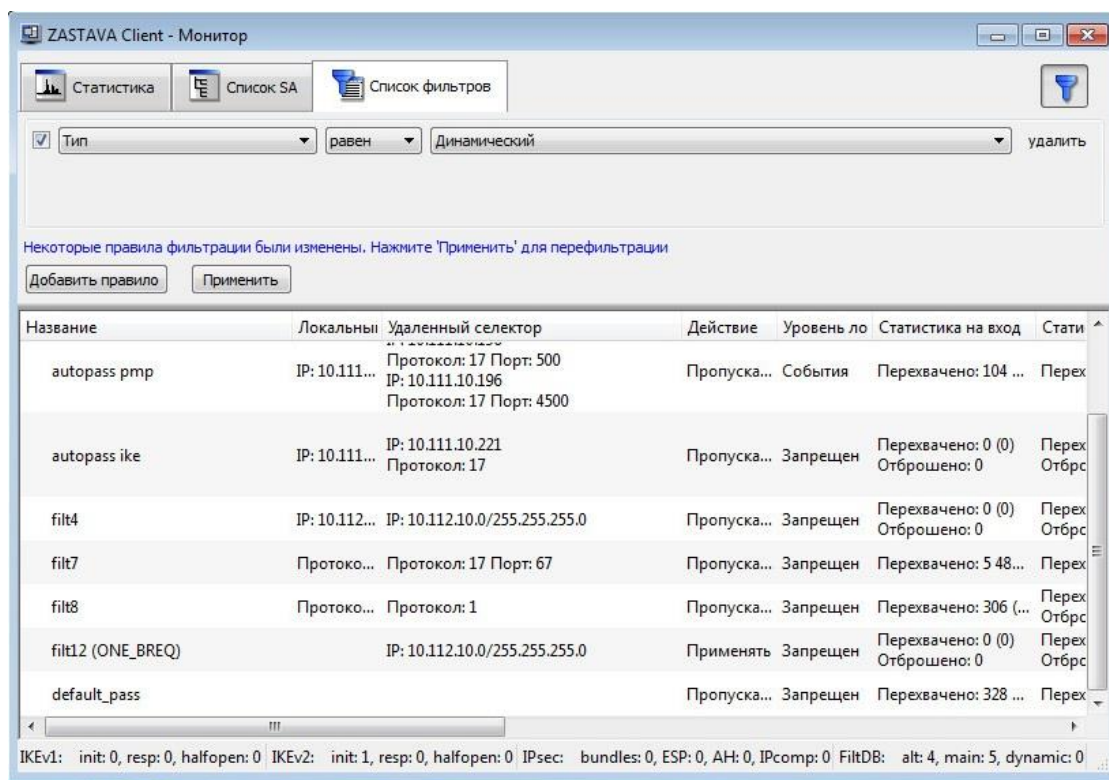 ZASTAVA Client - Монитор
Статистика Список SA Список фильтров
Тип равен Динамический удалить
Некоторые правила фильтрации были изменены. Нажмите 'Применить' для перефильтрации
Добавить правило Применить
Название Локальный Удаленный селектор Действие Уровень ло Статистика на вход Стати
Протокол: 17 Порт: 500
autopass pmp IP: 10.111... IP: 10.111.10.196 Пропуска... События Перехвачено: 104 ... Перех
Протокол: 17 Порт: 4500
IP: 10.111.10.221 Перехвачено: 0 (0) Перех
autopass ike IP: 10.111... Протокол: 17 Пропуска... Запрещен Отброшено: 0 Отбрс
filt4 IP: 10.112... IP: 10.112.10.0/255.255.255.0 Пропуска... Запрещен Перехвачено: 0 (0) Перех
Отброшено: 0 Отбрс
filt7 Протоко... Протокол: 17 Порт: 67 Пропуска... Запрещен Перехвачено: 5 48... Перех
filt8 Протоко... Протокол: 1 Пропуска... Запрещен Перехвачено: 306 (... Перех
Отбрс
filt12 (ONE_BREQ) IP: 10.112.10.0/255.255.255.0 Применять Запрещен Перехвачено: 0 (0) Перех
Отброшено: 0 Отбрс
default_pass Пропуска... Запрещен Перехвачено: 328 ... Перех
IKEv1: init: 0, resp: 0, halfopen: 0 IKEv2: init: 1, resp: 0, halfopen: 0 IPsec: bundles: 0, ESP: 0, AH: 0, IPcomp: 0 FiltDB: alt: 4, main: 5, dynamic: 0